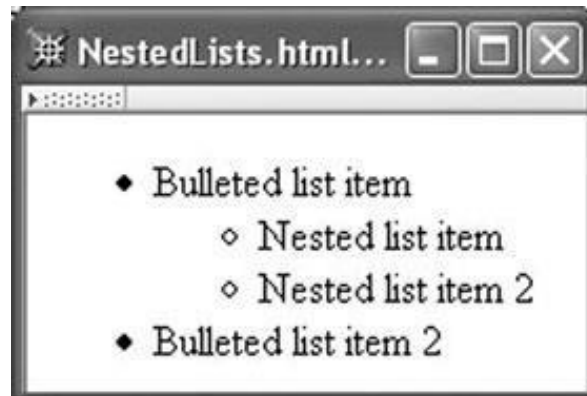 NestedLists.html...
Bulleted list item
Nested list item
Nested list item 2
Bulleted list item 2